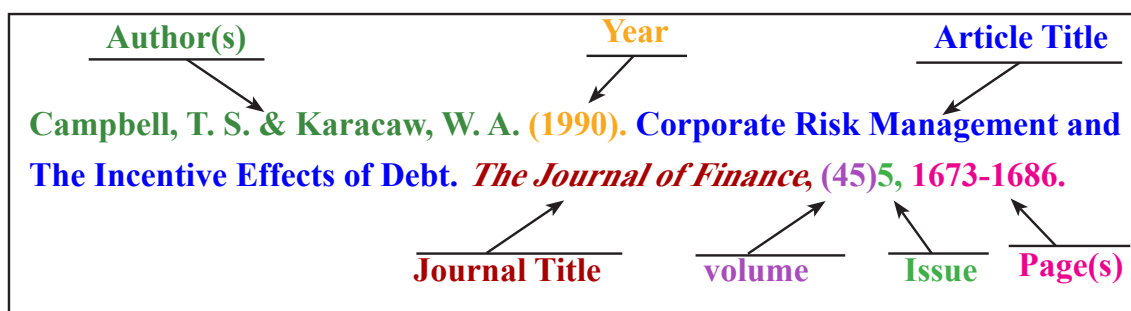 Author(s) Year Article Title
Campbell, T. S. & Karacaw, W. A. (1990). Corporate Risk Management and
The Incentive Effects of Debt. The Journal of Finance, (45)5, 1673-1686.
Journal Title volume Issue Page(s)